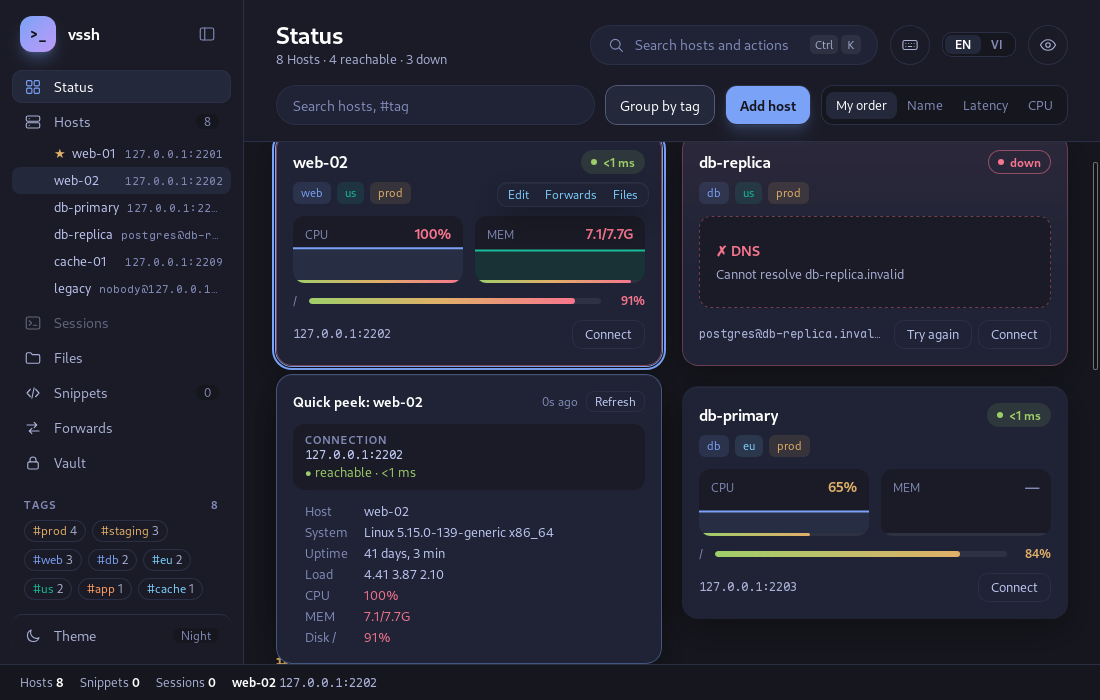 >_ vssh
Status
Hosts 8
★ web-01 127.0.0.1:2201
web-02 127.0.0.1:2202
db-primary 127.0.0.1:22…
db-replica postgres@db-r…
cache-01 127.0.0.1:2209
legacy nobody@127.0.0.1…
Sessions
Files
Snippets 0
Forwards
Vault
TAGS 8
#prod 4 #staging 3
#web 3 #db 2 #eu 2
#us 2 #app 1 #cache 1
Theme Night
Status
8 Hosts · 4 reachable · 3 down
Search hosts and actions Ctrl K
EN VI
Search hosts, #tag
Group by tag
Add host
My order Name Latency CPU
web-02 <1 ms
web us prod
Edit Forwards Files
CPU 100%
MEM 7.1/7.7G
/ 91%
127.0.0.1:2202 Connect
db-replica down
db us prod
✗ DNS
Cannot resolve db-replica.invalid
postgres@db-replica.inval… Try again Connect
Quick peek: web-02 0s ago Refresh
CONNECTION
127.0.0.1:2202
● reachable · <1 ms
Host web-02
System Linux 5.15.0-139-generic x86_64
Uptime 41 days, 3 min
Load 4.41 3.87 2.10
CPU 100%
MEM 7.1/7.7G
Disk / 91%
db-primary <1 ms
db eu prod
CPU 65%
MEM —
/ 84%
127.0.0.1:2203 Connect
Hosts 8 Snippets 0 Sessions 0 web-02 127.0.0.1:2202